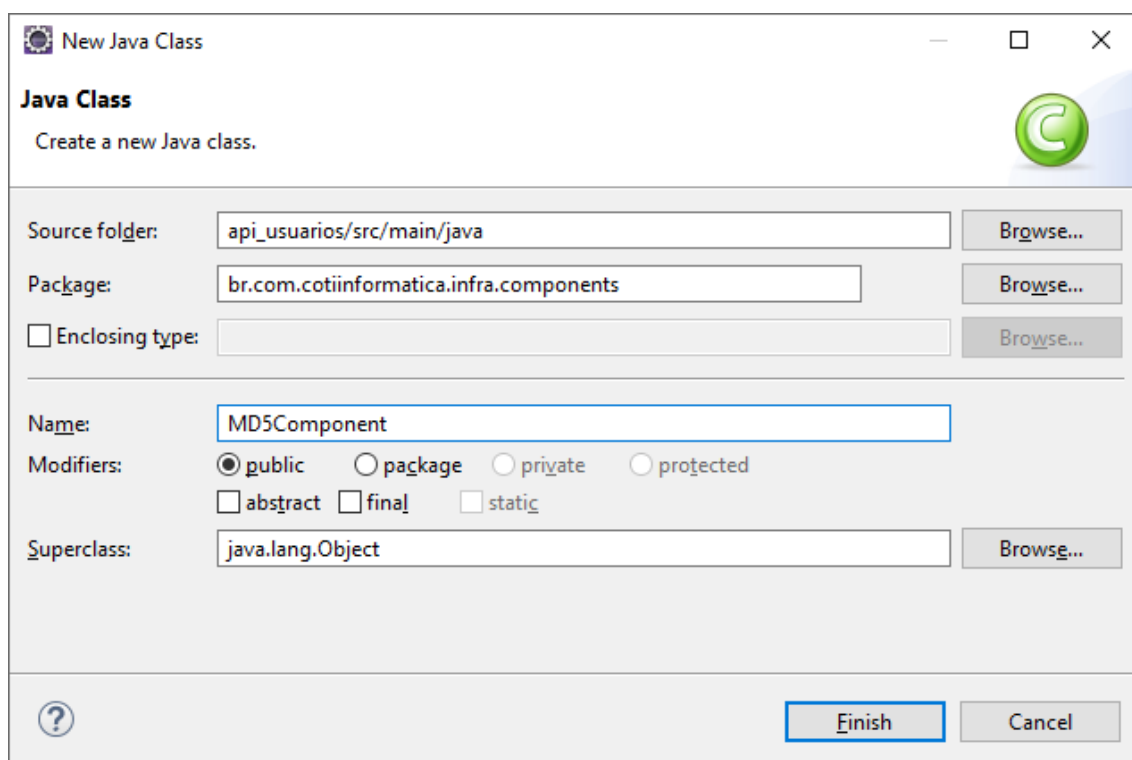 New Java Class
Java Class
Create a new Java class.
Source folder: api_usuarios/src/main/java Browse...
Package: br.com.cotiinformatica.infra.components Browse...
Enclosing type: Browse...
Name: MD5Component
Modifiers: public package private protected
abstract final static
Superclass: java.lang.Object Browse...
? Finish Cancel